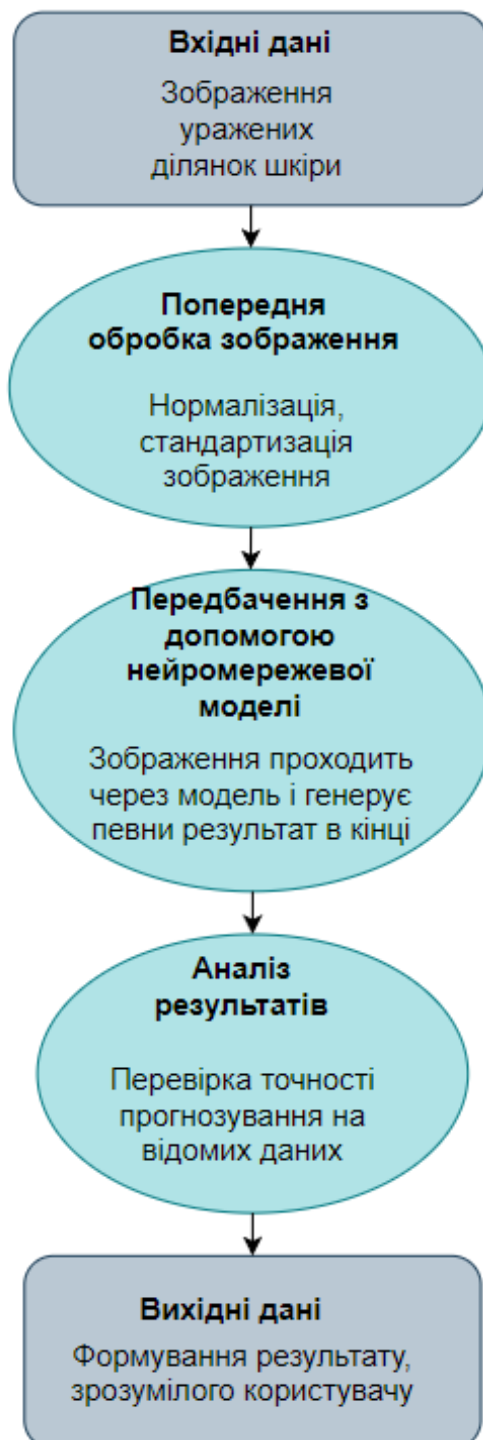 Вхідні дані
Зображення
уражених
ділянок шкіри
Попередня
обробка зображення
Нормалізація,
стандартизація
зображення
Передбачення з
допомогою
нейромережевої
моделі
Зображення проходить
через модель і генерує
певни результат в кінці
Аналіз
результатів
Перевірка точності
прогнозування на
відомих даних
Вихідні дані
Формування результату,
зрозумілого користувачу